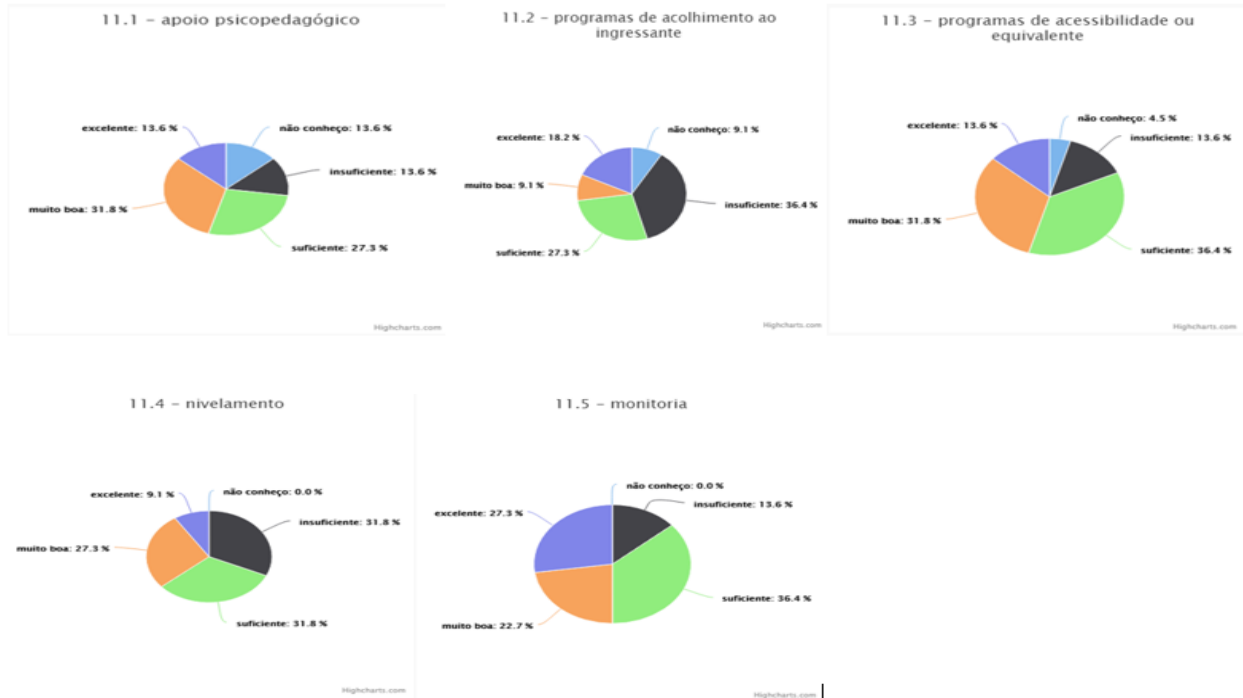 11.1 – apoio psicopedagógico
excelente: 13.6 %
não conheço: 13.6 %
insuficiente: 13.6 %
muito boa: 31.8 %
suficiente: 27.3 %
Highcharts.com
11.2 – programas de acolhimento ao
ingressante
excelente: 18.2 %
não conheço: 9.1 %
muito boa: 9.1 %
insuficiente: 36.4 %
suficiente: 27.3 %
Highcharts.com
11.3 – programas de acessibilidade ou
equivalente
não conheço: 4.5 %
excelente: 13.6 %
insuficiente: 13.6 %
muito boa: 31.8 %
suficiente: 36.4 %
Highcharts.com
11.4 – nivelamento
excelente: 9.1 %
não conheço: 0.0 %
insuficiente: 31.8 %
muito boa: 27.3 %
suficiente: 31.8 %
Highcharts.com
11.5 – monitoria
não conheço: 0.0 %
insuficiente: 13.6 %
excelente: 27.3 %
suficiente: 36.4 %
muito boa: 22.7 %
Highcharts.com